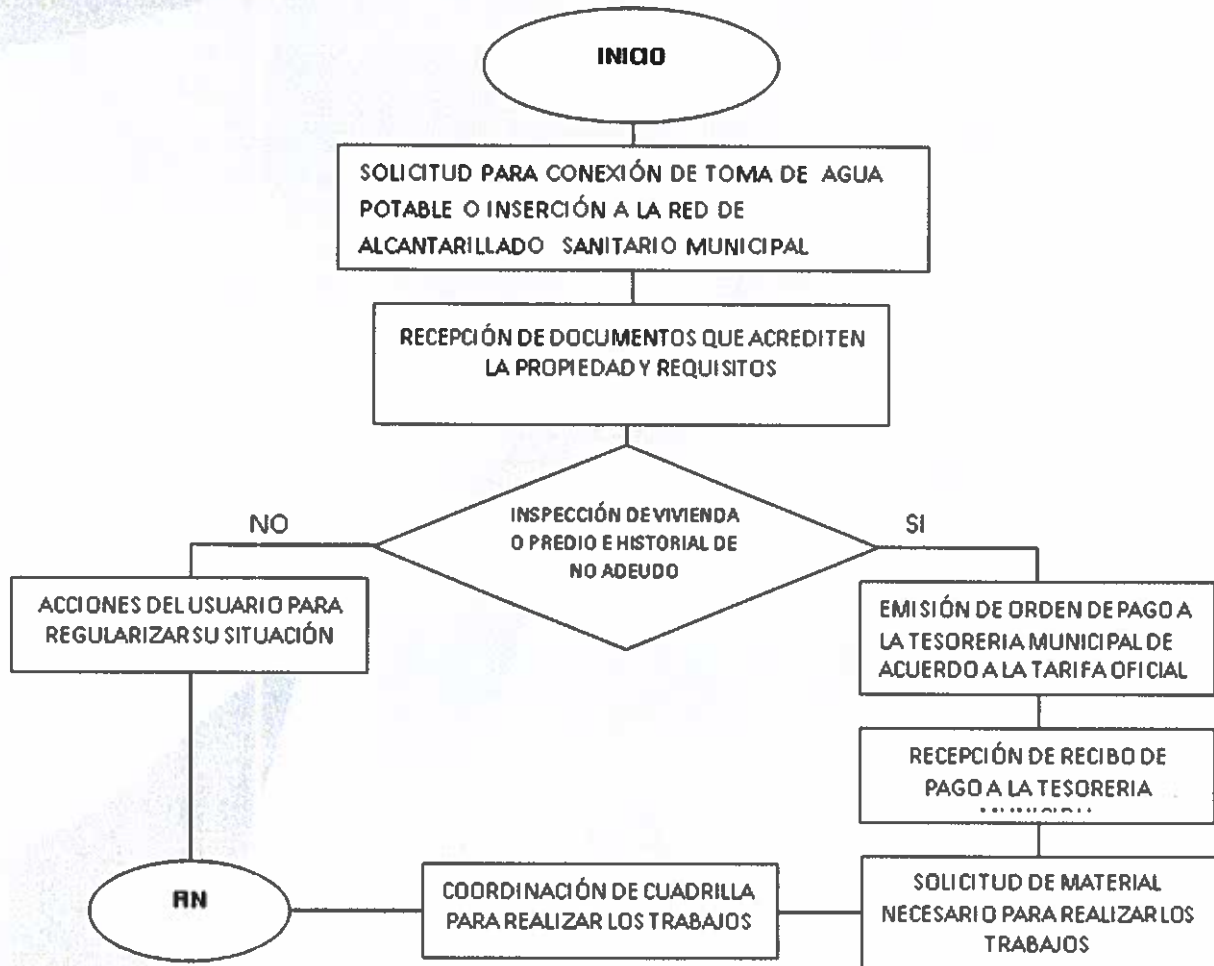 INICIO
SOLICITUD PARA CONEXIÓN DE TOMA DE AGUA
POTABLE O INSERCIÓN A LA RED DE
ALCANTARILLADO SANITARIO MUNICIPAL
RECEPCIÓN DE DOCUMENTOS QUE ACREDITEN
LA PROPIEDAD Y REQUISITOS
INSPECCIÓN DE VIVIENDA
O PREDIO E HISTORIAL DE
NO ADEUDO
NO
SI
ACCIONES DEL USUARIO PARA
REGULARIZAR SU SITUACIÓN
EMISIÓN DE ORDEN DE PAGO A
LA TESORERIA MUNICIPAL DE
ACUERDO A LA TARIFA OFICIAL
RECEPCIÓN DE RECIBO DE
PAGO A LA TESORERIA
SOLICITUD DE MATERIAL
NECESARIO PARA REALIZAR LOS
TRABAJOS
COORDINACIÓN DE CUADRILLA
PARA REALIZAR LOS TRABAJOS
FIN